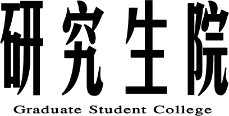 研究生院
Graduate Student College